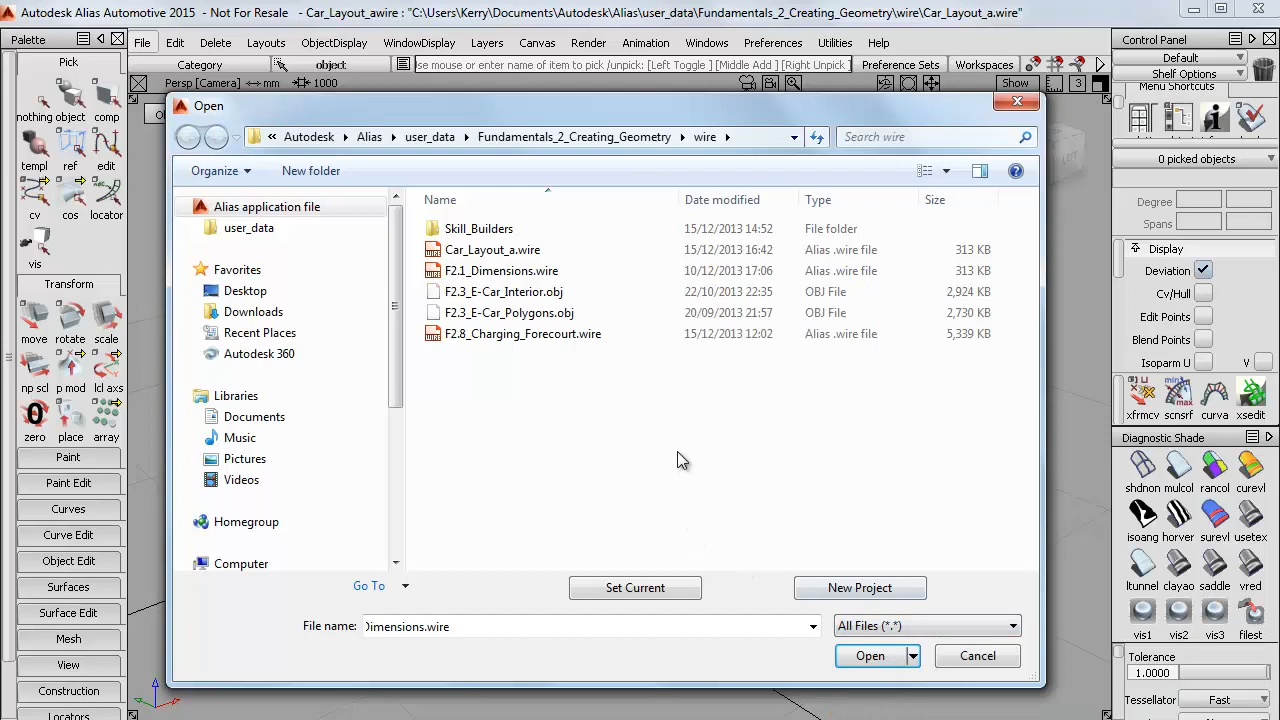 Alias Automotive 2015 - Not For Resale - Car_Layout_awire : "C:\Users\Kerry\Documents\Autodesk\Alias\user_data\Fundamentals_2_Creating_Geometry\wire\Car_Layout_a.wire"
Palette
File Edit Delete Layouts ObjectDisplay WindowDisplay Layers Canvas Render Animation Windows Preferences Utilities Help
Category object use mouse or enter name of item to pick /unpick: [Left Toggle ] [Middle Add ] [Right Unpick ] Preference Sets Workspaces
Persp [Camera] mm 1000 Show 3
Pick
nothing object comp
templ ref edit
cv cos locator
vis
Transform
move rotate scale
np scl p mod lcl axs
0
zero place array
Paint
Paint Edit
Curves
Curve Edit
Object Edit
Surfaces
Surface Edit
Mesh
View
Construction
Locators
Open
« Autodesk Alias user_data Fundamentals_2_Creating_Geometry wire
Search wire
Organize New folder
Alias application file
user_data
Favorites
Desktop
Downloads
Recent Places
Autodesk 360
Libraries
Documents
Music
Pictures
Videos
Homegroup
Computer
Name Date modified Type Size
Skill_Builders 15/12/2013 14:52 File folder
Car_Layout_a.wire 15/12/2013 16:42 Alias .wire file 313 KB
F2.1_Dimensions.wire 10/12/2013 17:06 Alias .wire file 313 KB
F2.3_E-Car_Interior.obj 22/10/2013 22:35 OBJ File 2,924 KB
F2.3_E-Car_Polygons.obj 20/09/2013 21:57 OBJ File 2,730 KB
F2.8_Charging_Forecourt.wire 15/12/2013 12:02 Alias .wire file 5,339 KB
Go To Set Current New Project
File name: Dimensions.wire All Files (*.*)
Open Cancel
LEFT
Control Panel
Default
Shelf Options
Menu Shortcuts
0 picked objects
Degree
Spans
Display
Deviation
Cv/Hull
Edit Points
Blend Points
Isoparm U V
xfrmcv scnsrf curva xsedit
Diagnostic Shade
shdnon mulcol rancol curevl
isoang horver surevl usetex
ltunnel clayao saddle vred
vis1 vis2 vis3 filest
Tolerance
1.0000
Tessellator Fast